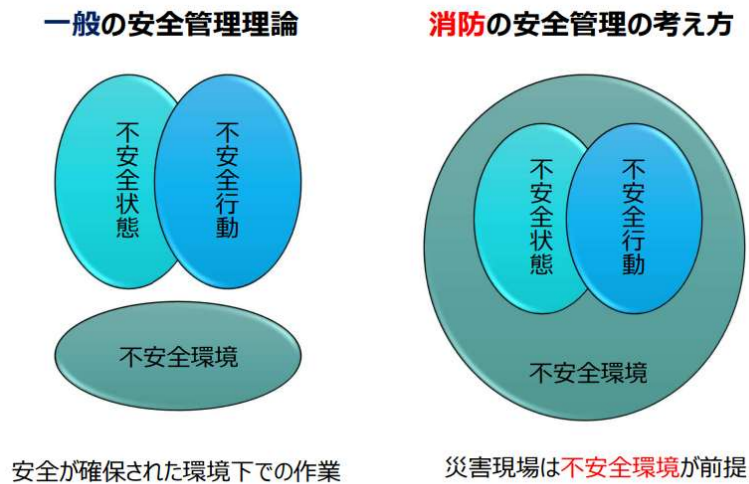 一般の安全管理理論
不安全状態
不安全行動
不安全環境
安全が確保された環境下での作業
消防の安全管理の考え方
不安全状態
不安全行動
不安全環境
災害現場は不安全環境が前提